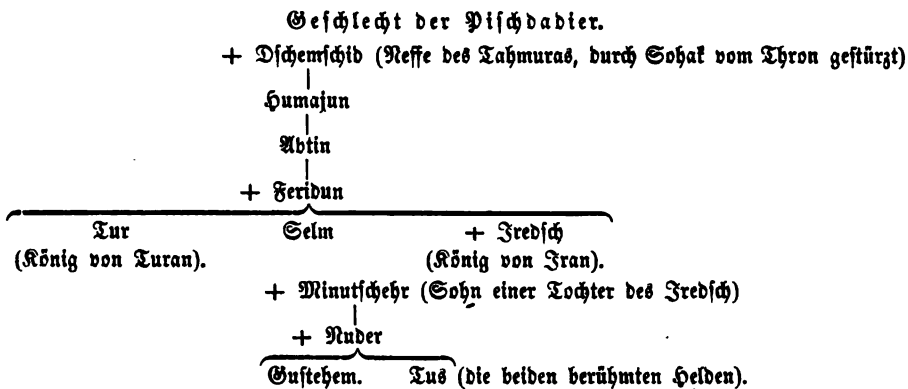 Geschlecht der Pischdadier.
+ Dschemschid (Neffe des Tahmuras, durch Sohak vom Thron gestürzt)
Humajun
Abtin
+ Feridun
Tur Selm + Iredsch
(König von Turan). (König von Iran).
+ Minutschehr (Sohn einer Tochter des Iredsch)
+ Nuder
Gustehem. Tus (die beiden berühmten Helden).